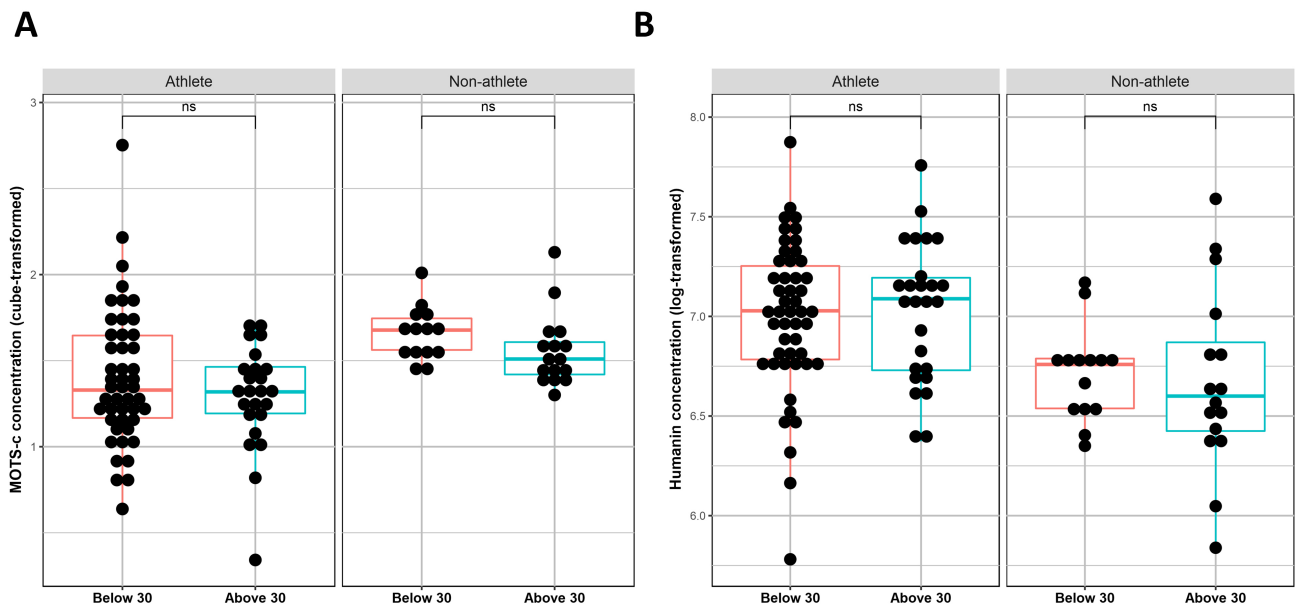 A
B
Athlete
Non-athlete
Athlete
Non-athlete
ns
ns
ns
ns
MOTS-c concentration (cube-transformed)
3
2
1
Humanin concentration (log-transformed)
8.0
7.5
7.0
6.5
6.0
Below 30
Above 30
Below 30
Above 30
Below 30
Above 30
Below 30
Above 30